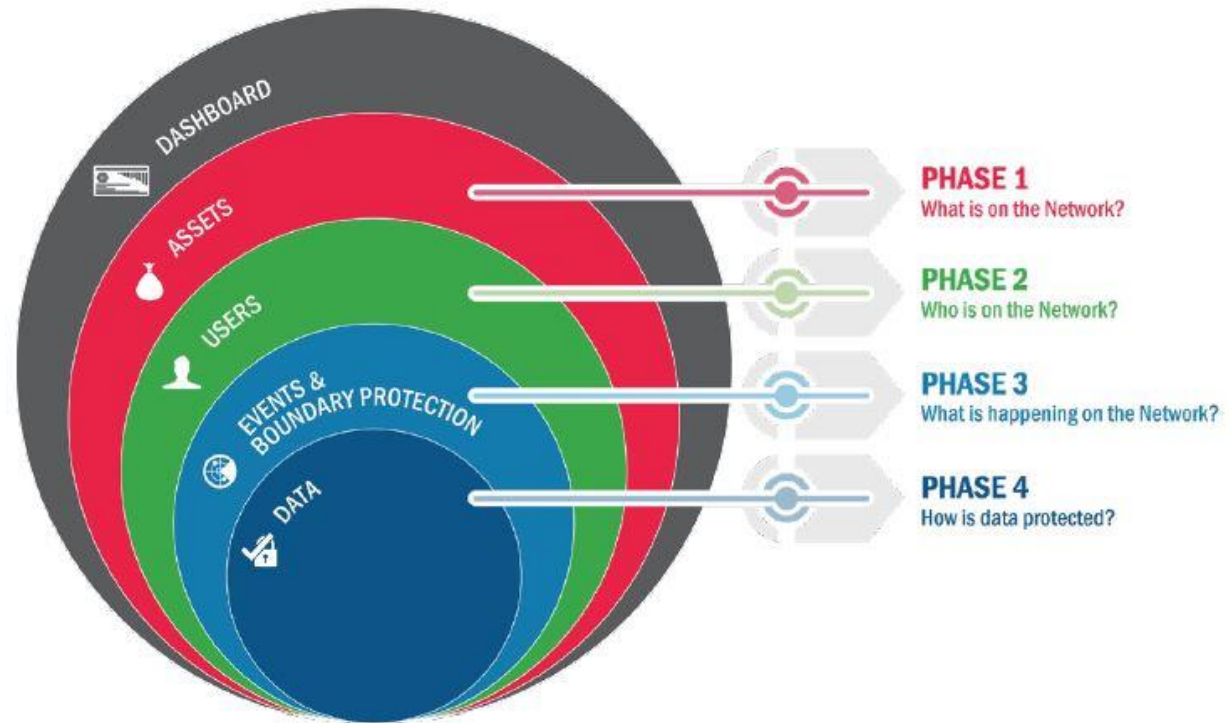 DASHBOARD
ASSETS
USERS
EVENTS &
BOUNDARY PROTECTION
DATA
PHASE 1
What is on the Network?
PHASE 2
Who is on the Network?
PHASE 3
What is happening on the Network?
PHASE 4
How is data protected?